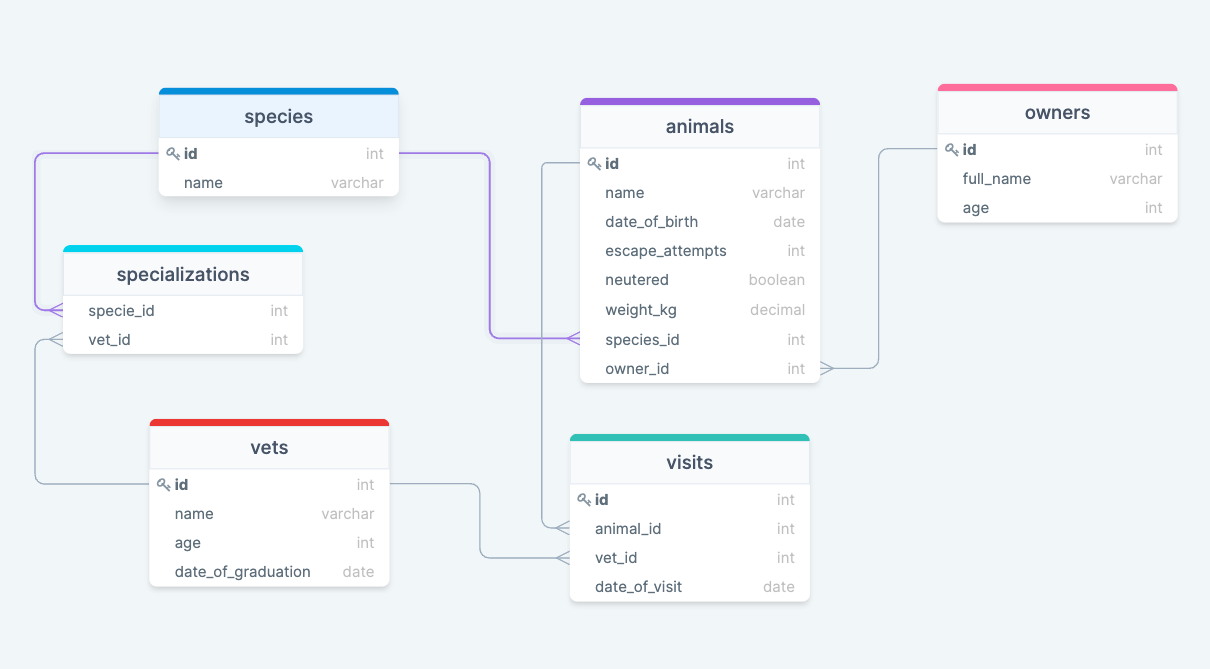 species
id int
name varchar
specializations
specie_id int
vet_id int
vets
id int
name varchar
age int
date_of_graduation date
animals
id int
name varchar
date_of_birth date
escape_attempts int
neutered boolean
weight_kg decimal
species_id int
owner_id int
visits
id int
animal_id int
vet_id int
date_of_visit date
owners
id int
full_name varchar
age int